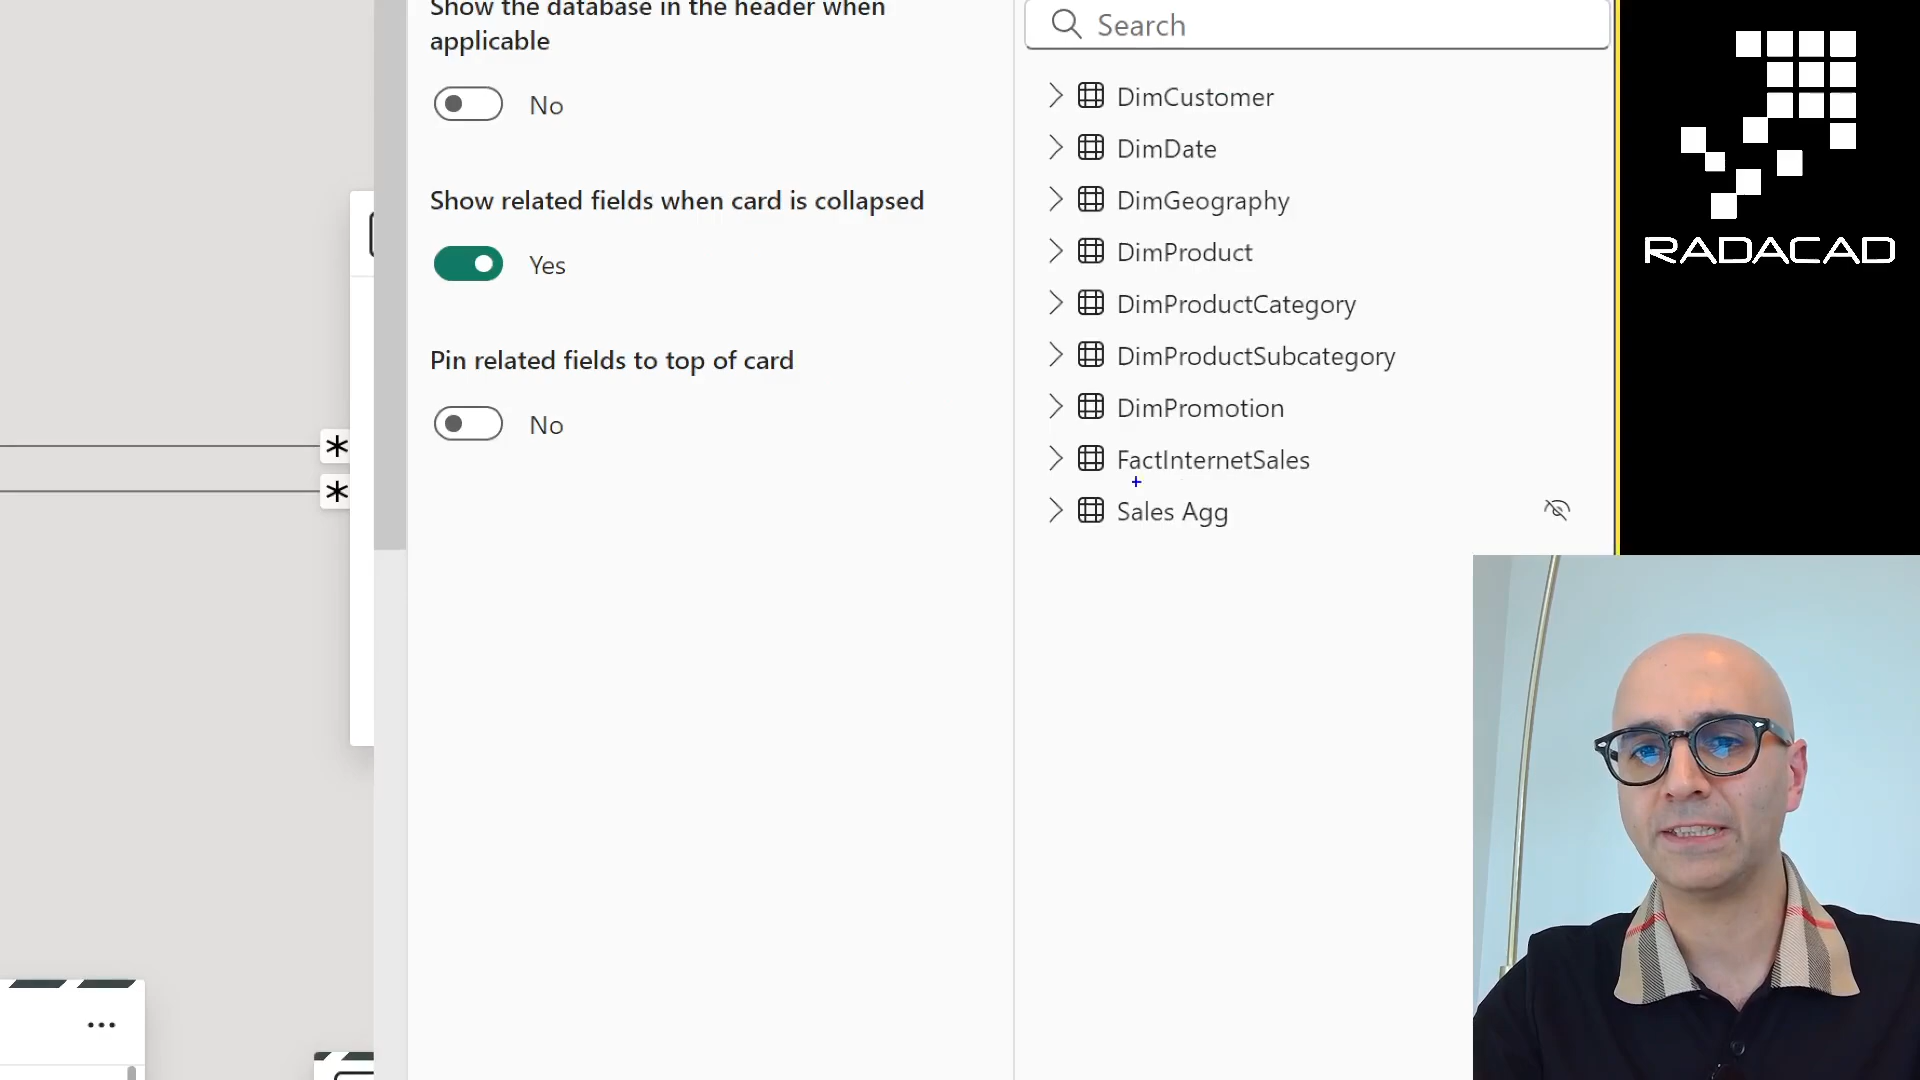 Show the database in the header when
applicable
No
Show related fields when card is collapsed
Yes
Pin related fields to top of card
No
*
*
Search
DimCustomer
DimDate
DimGeography
DimProduct
DimProductCategory
DimProductSubcategory
DimPromotion
FactInternetSales
Sales Agg
RADACAD